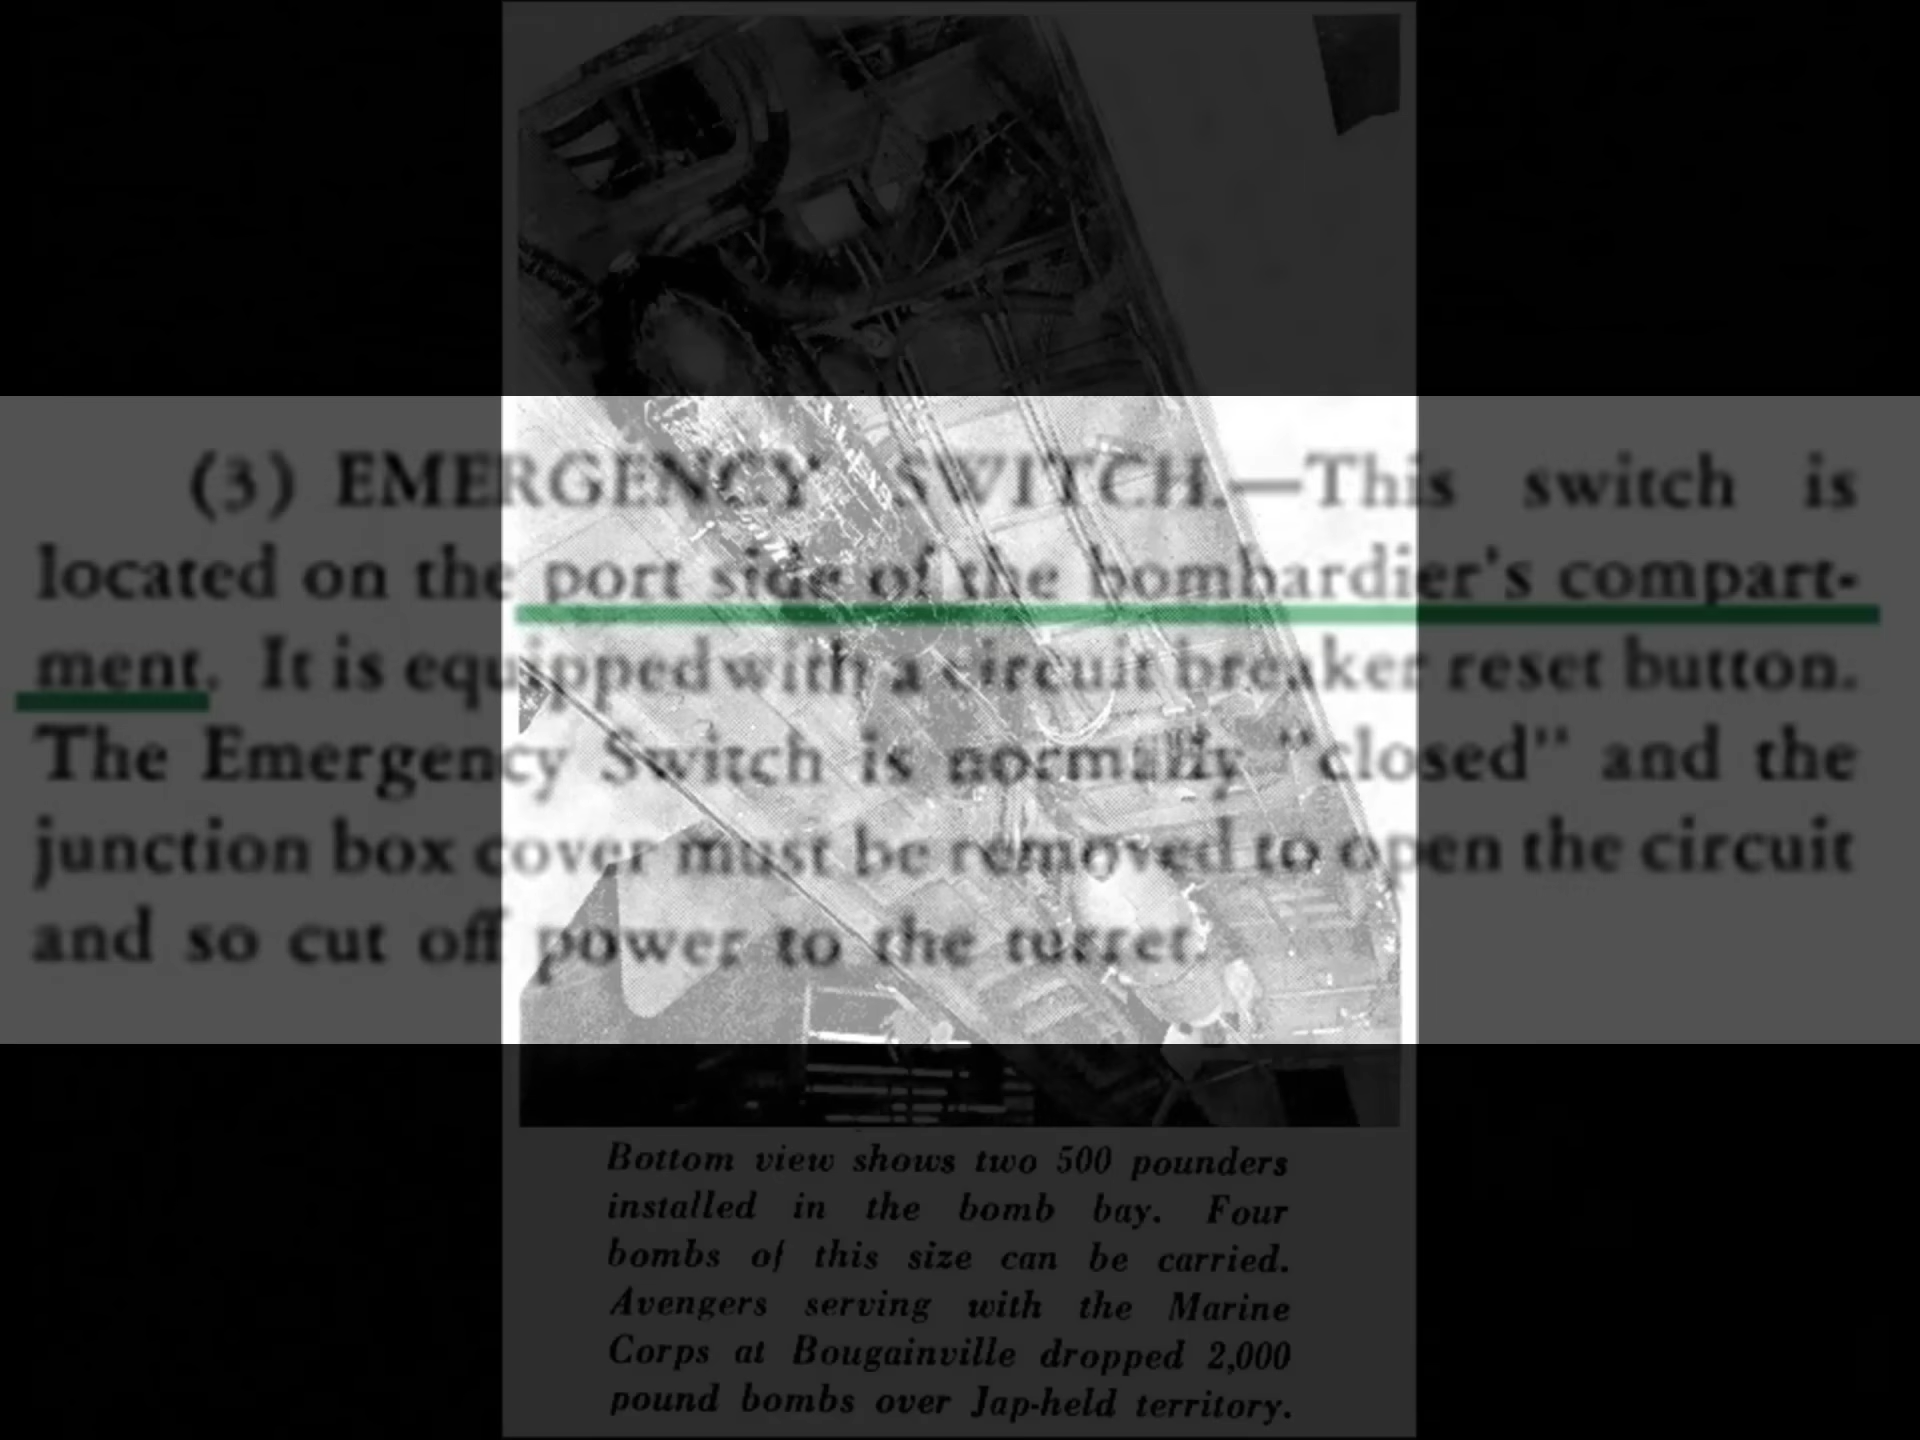 (3) EMERGENCY SWITCH.—This switch is
located on the port side of the bombardier's compart-
ment. It is equipped with a circuit breaker reset button.
The Emergency Switch is normally "closed" and the
junction box cover must be removed to open the circuit
and so cut off power to the turret.
Bottom view shows two 500 pounders
installed in the bomb bay. Four
bombs of this size can be carried.
Avengers serving with the Marine
Corps at Bougainville dropped 2,000
pound bombs over Jap-held territory.